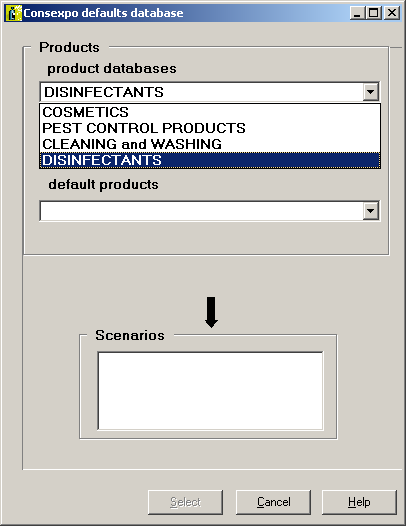 Consexpo defaults database
Products
product databases
DISINFECTANTS
COSMETICS
PEST CONTROL PRODUCTS
CLEANING and WASHING
DISINFECTANTS
default products
Scenarios
Select Cancel Help